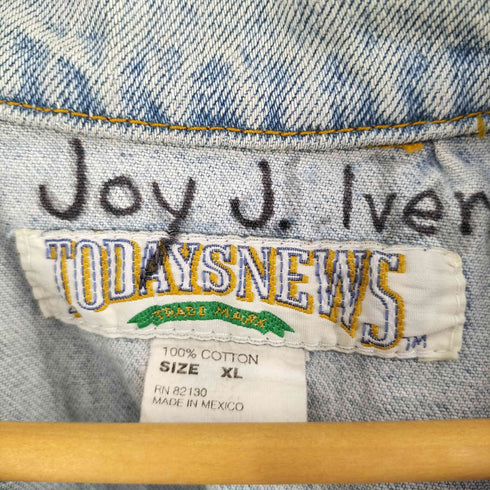 Joy J. Iver
TODAYSNEWS
TRADE MARK
TM
100% COTTON
SIZE XL
RN 82130
MADE IN MEXICO